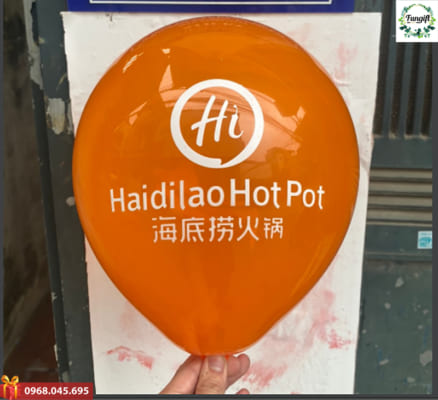 Fungift
Hi
Haidilao Hot Pot
海底捞火锅
0968.045.695